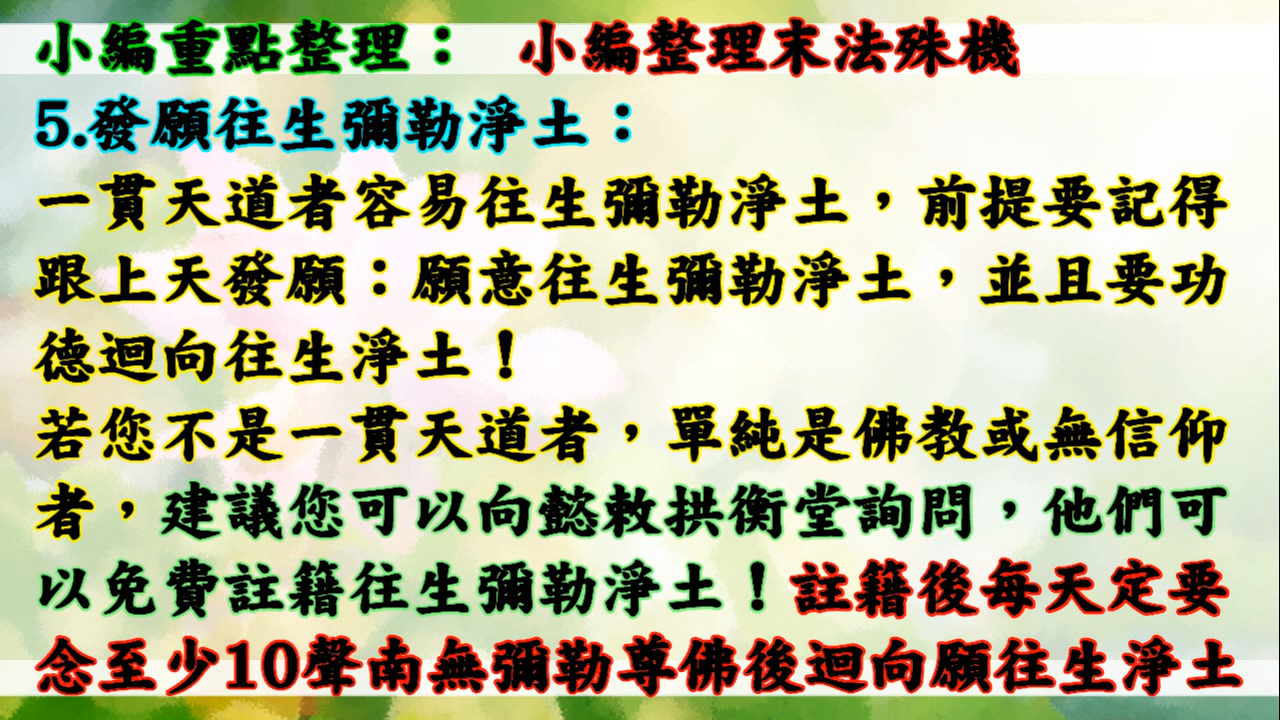 小編重點整理： 小編整理末法殊機
5.發願往生彌勒淨土：
一貫天道者容易往生彌勒淨土，前提要記得
跟上天發願：願意往生彌勒淨土，並且要功
德迴向往生淨土！
若您不是一貫天道者，單純是佛教或無信仰
者，建議您可以向懿敕拱衡堂詢問，他們可
以免費註籍往生彌勒淨土！註籍後每天定要
念至少10聲南無彌勒尊佛後迴向願往生淨土